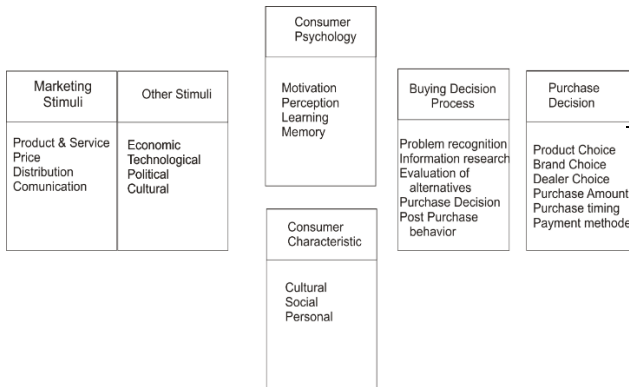 Marketing
Stimuli
Product & Service
Price
Distribution
Comunication
Other Stimuli
Economic
Technological
Political
Cultural
Consumer
Psychology
Motivation
Perception
Learning
Memory
Consumer
Characteristic
Cultural
Social
Personal
Buying Decision
Process
Problem recognition
Information research
Evaluation of
alternatives
Purchase Decision
Post Purchase
behavior
Purchase
Decision
Product Choice
Brand Choice
Dealer Choice
Purchase Amount
Purchase timing
Payment methode